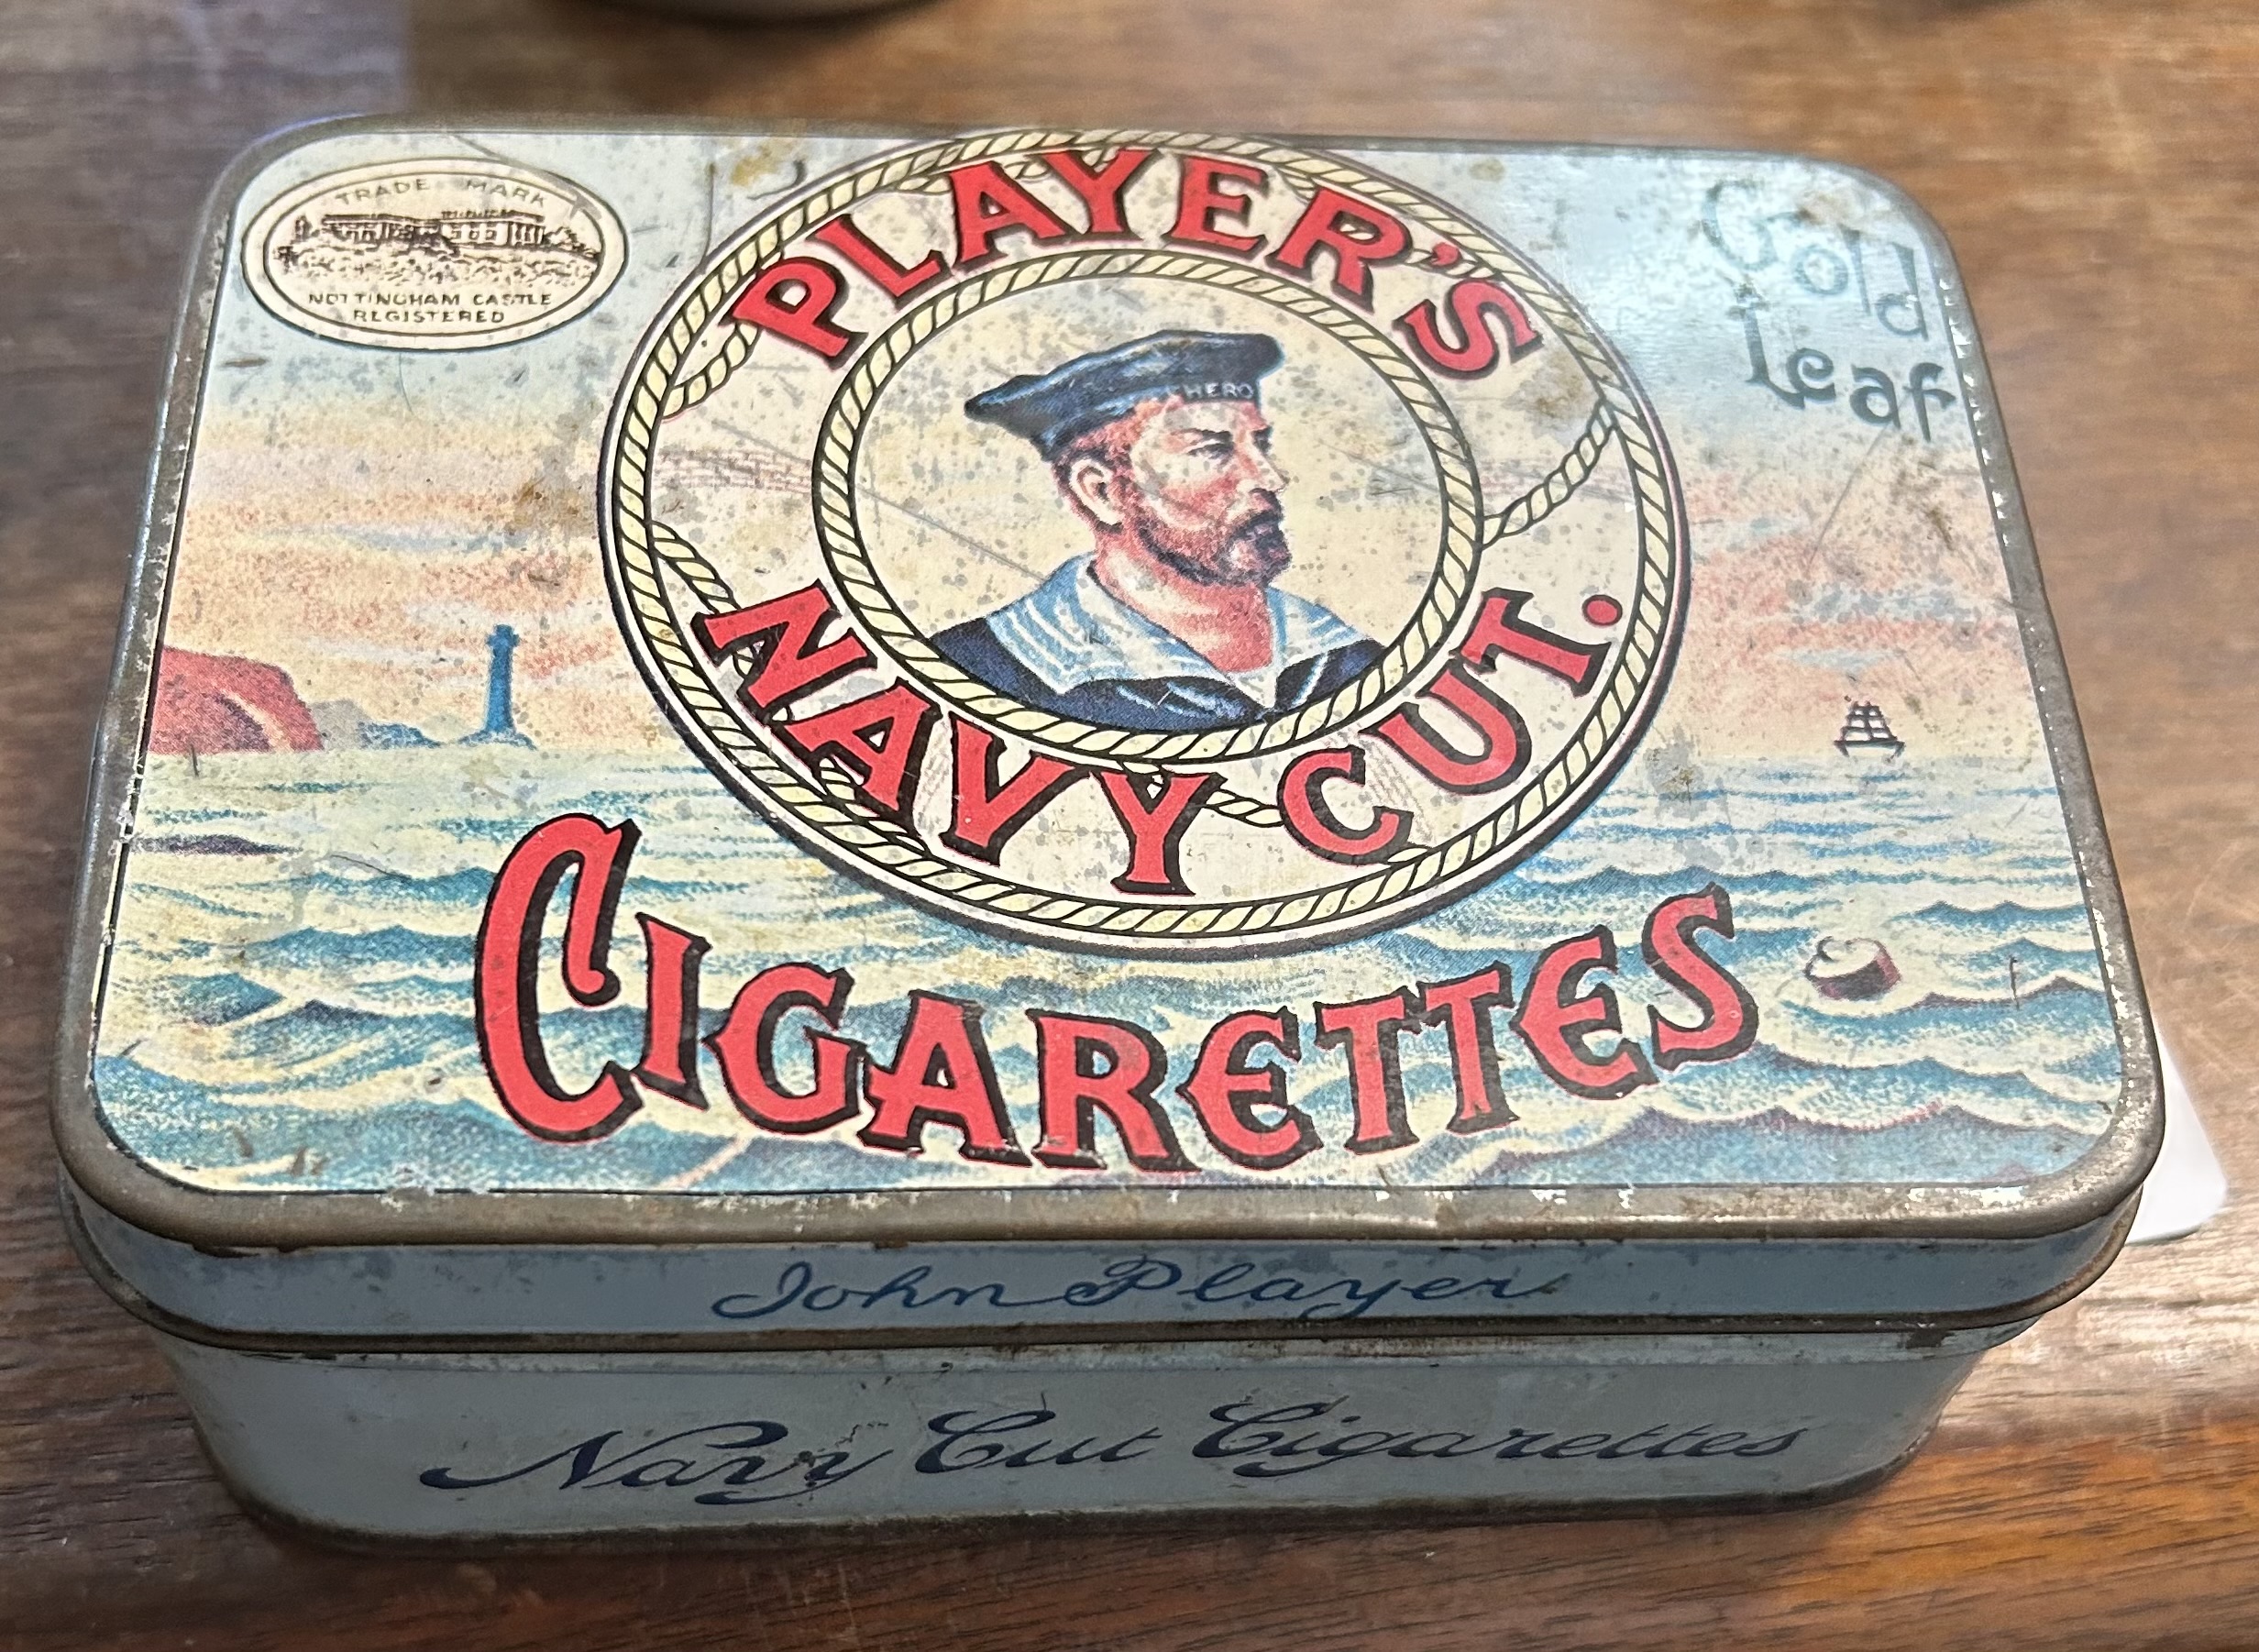 TRADE MARK
NOTTINGHAM CASTLE
REGISTERED
PLAYER'S
HERO
NAVY CUT.
Gold
Leaf
CIGARETTES
John Player
Navy Cut Cigarettes